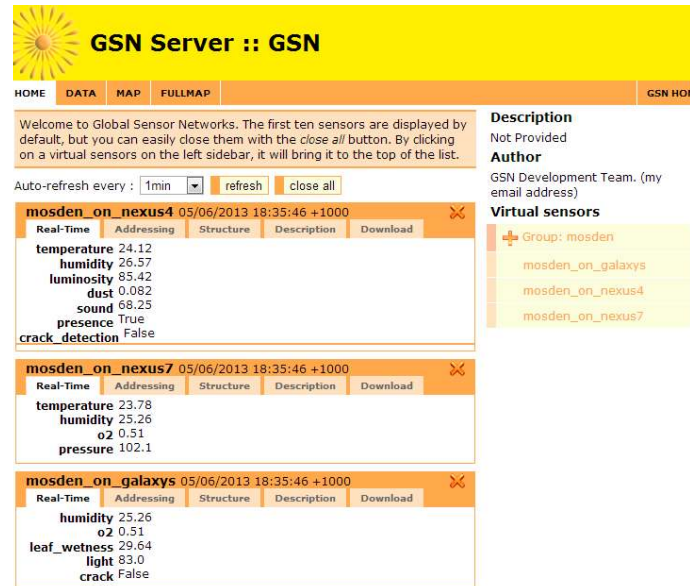 GSN Server :: GSN
HOME DATA MAP FULLMAP GSN
Welcome to Global Sensor Networks. The first ten sensors are displayed by
default, but you can easily close them with the close all button. By clicking
on a virtual sensors on the left sidebar, it will bring it to the top of the list.
Auto-refresh every : 1min refresh close all
mosden_on_nexus4 05/06/2013 18:35:46 +1000
Real-Time Addressing Structure Description Download
temperature 24.12
humidity 26.57
luminosity 85.42
dust 0.082
sound 68.25
presence True
crack_detection False
mosden_on_nexus7 05/06/2013 18:35:46 +1000
Real-Time Addressing Structure Description Download
temperature 23.78
humidity 25.26
o2 0.51
pressure 102.1
mosden_on_galaxys 05/06/2013 18:35:46 +1000
Real-Time Addressing Structure Description Download
humidity 25.26
o2 0.51
leaf_wetness 29.64
light 83.0
crack False
Description
Not Provided
Author
GSN Development Team. (my
email address)
Virtual sensors
Group: mosden
mosden_on_galaxys
mosden_on_nexus4
mosden_on_nexus7